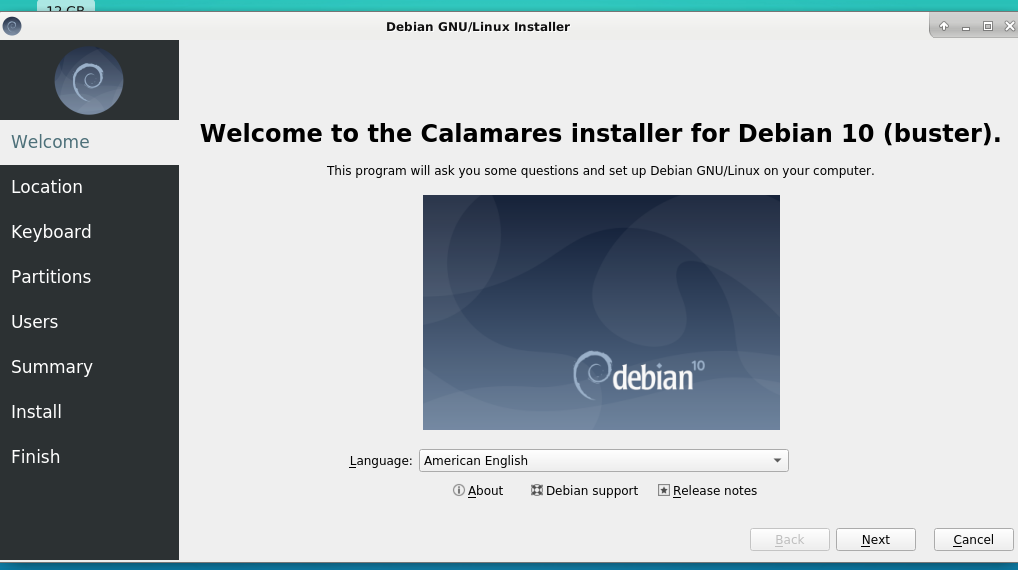 12 GB
Debian GNU/Linux Installer
Welcome
Location
Keyboard
Partitions
Users
Summary
Install
Finish
Welcome to the Calamares installer for Debian 10 (buster).
This program will ask you some questions and set up Debian GNU/Linux on your computer.
debian 10
Language: American English
About Debian support Release notes
Back Next Cancel